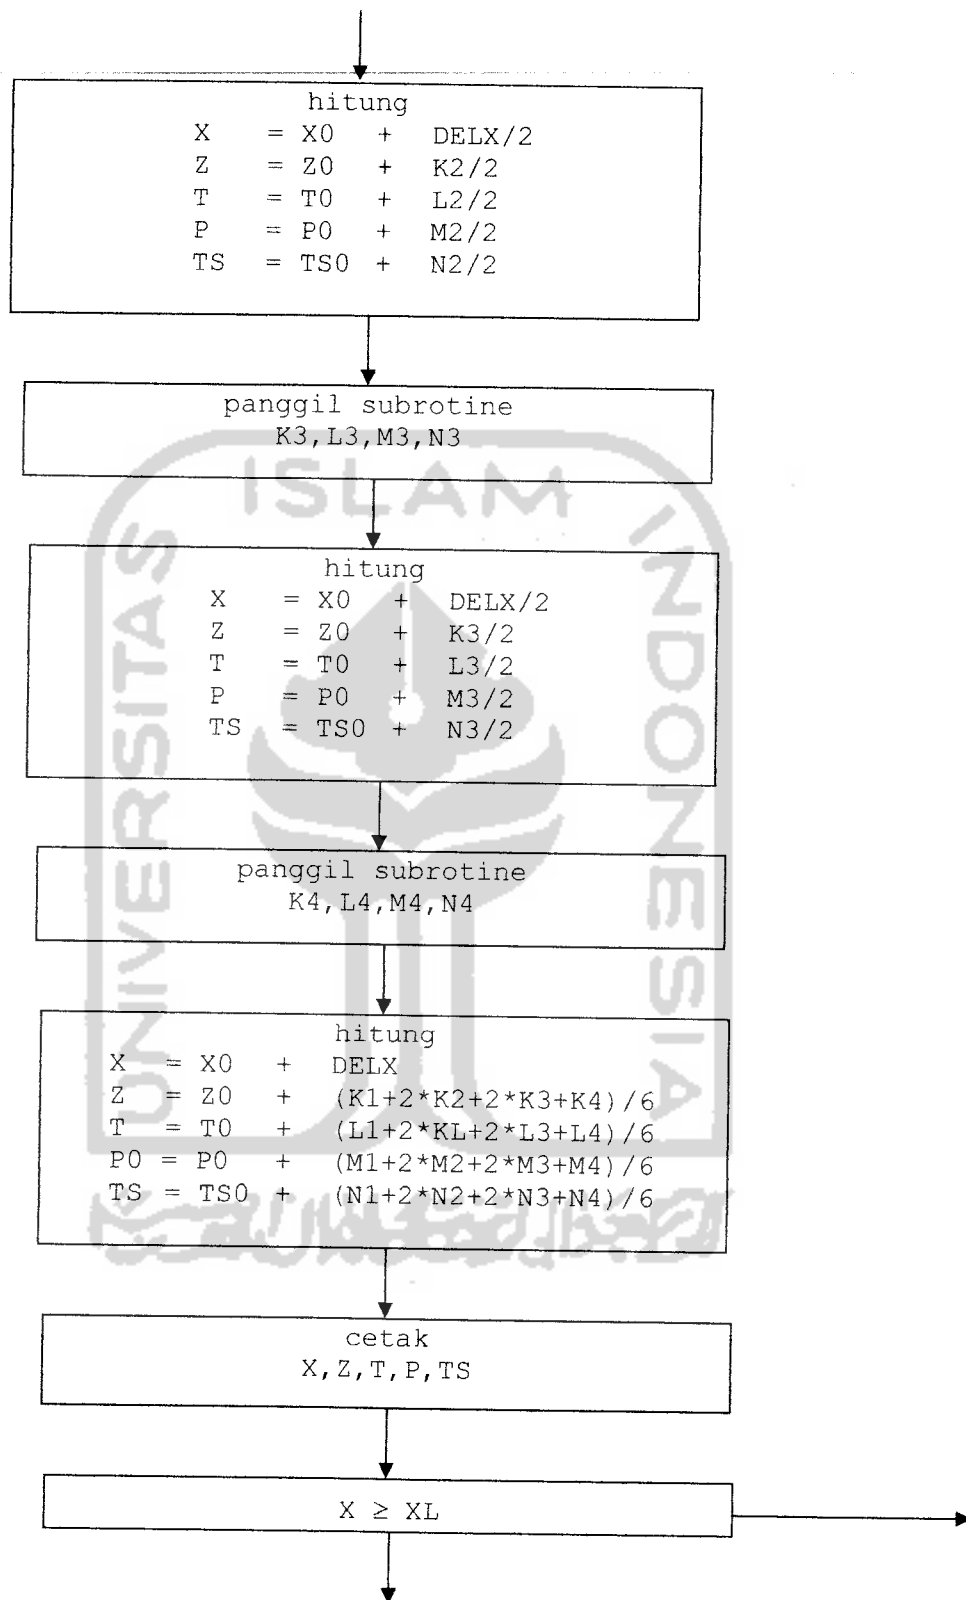 hitung
X = X0 + DELX/2
Z = Z0 + K2/2
T = T0 + L2/2
P = P0 + M2/2
TS = TS0 + N2/2
panggil subrotine
K3,L3,M3,N3
hitung
X = X0 + DELX/2
Z = Z0 + K3/2
T = T0 + L3/2
P = P0 + M3/2
TS = TS0 + N3/2
panggil subrotine
K4,L4,M4,N4
hitung
X = X0 + DELX
Z = Z0 + (K1+2*K2+2*K3+K4)/6
T = T0 + (L1+2*KL+2*L3+L4)/6
P0 = P0 + (M1+2*M2+2*M3+M4)/6
TS = TS0 + (N1+2*N2+2*N3+N4)/6
cetak
X,Z,T,P,TS
X ≥ XL
UNIVERSITAS
ISLAM
INDONESIA